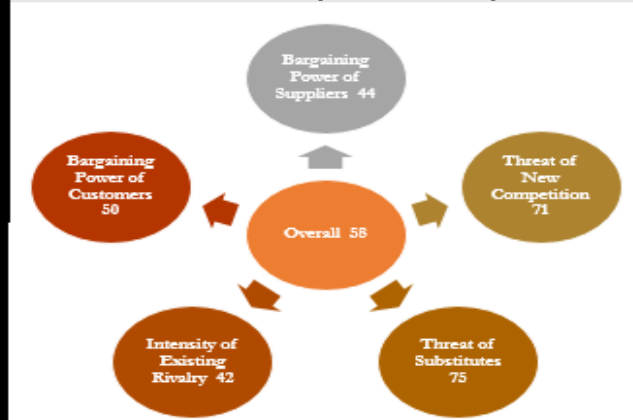 Bargaining
Power of
Suppliers 44
Bargaining
Power of
Customers
50
Threat of
New
Competition
71
Overall 58
Intensity of
Existing
Rivalry 42
Threat of
Substitutes
75